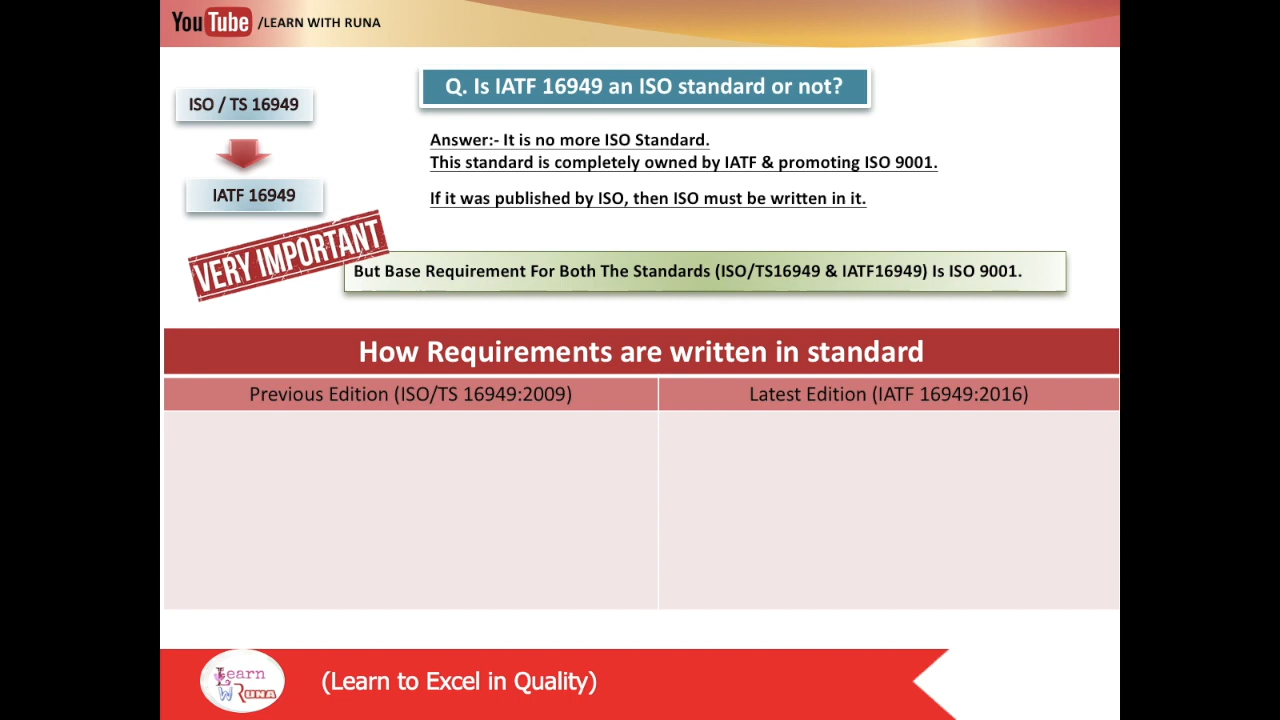 YouTube /LEARN WITH RUNA
Q. Is IATF 16949 an ISO standard or not?
ISO / TS 16949
IATF 16949
Answer:- It is no more ISO Standard.
This standard is completely owned by IATF & promoting ISO 9001.
If it was published by ISO, then ISO must be written in it.
VERY IMPORTANT
But Base Requirement For Both The Standards (ISO/TS16949 & IATF16949) Is ISO 9001.
How Requirements are written in standard
Previous Edition (ISO/TS 16949:2009)
Latest Edition (IATF 16949:2016)
Learn
W RUNA
(Learn to Excel in Quality)